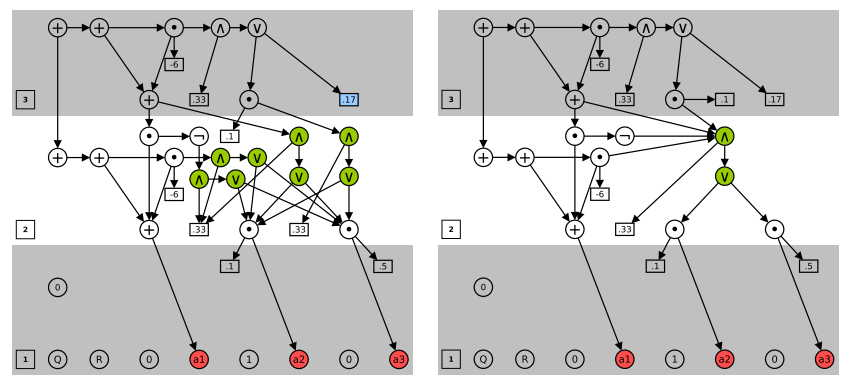 + + • ∧ ∨ + + • ∧ ∨
-6 -6
3 + .33 • .17 3 + .33 • .1 .17
• ¬ .1 ∧ ∧ • ¬ ∧
+ + • ∧ ∨ + + •
∧ ∨ ∨ ∨ ∨
-6 -6
2 + .33 • .33 • 2 + .33 • •
.1 .5 .1 .5
0 0
1 Q R 0 a1 1 a2 0 a3 1 Q R 0 a1 1 a2 0 a3